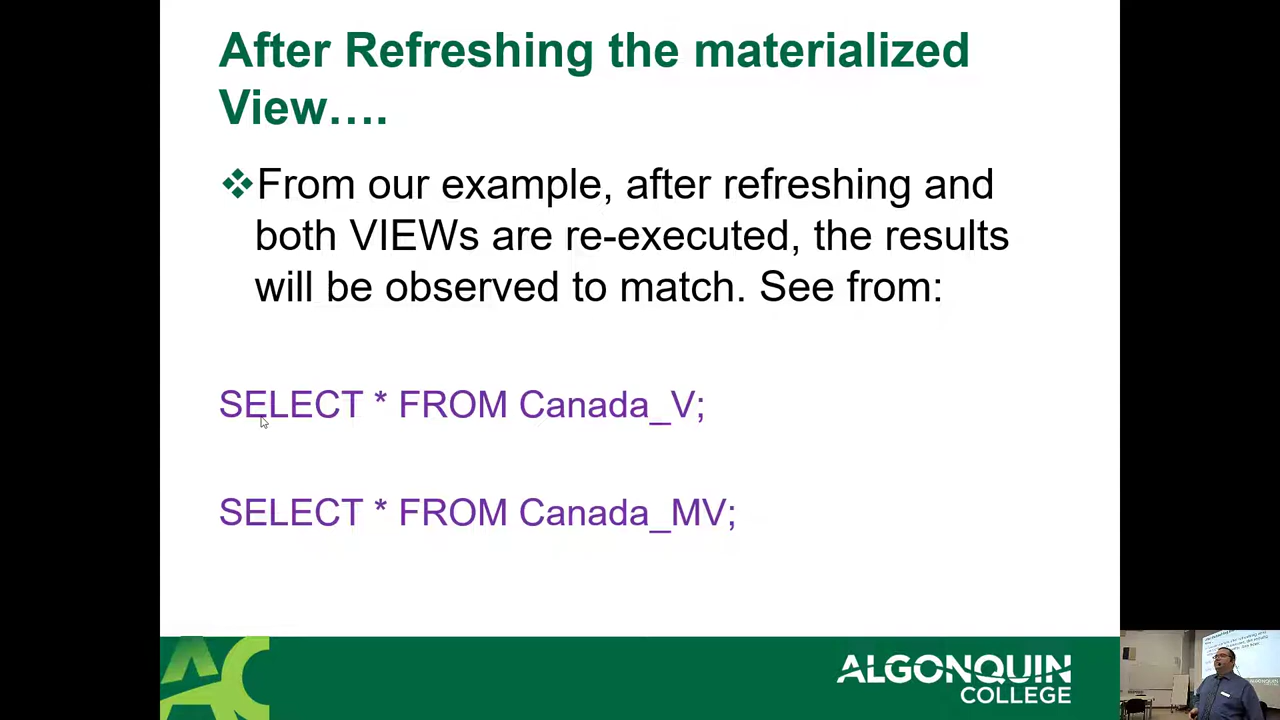 After Refreshing the materialized
View….
❖From our example, after refreshing and
both VIEWs are re-executed, the results
will be observed to match. See from:
SELECT * FROM Canada_V;
SELECT * FROM Canada_MV;
AC
ALGONQUIN
COLLEGE